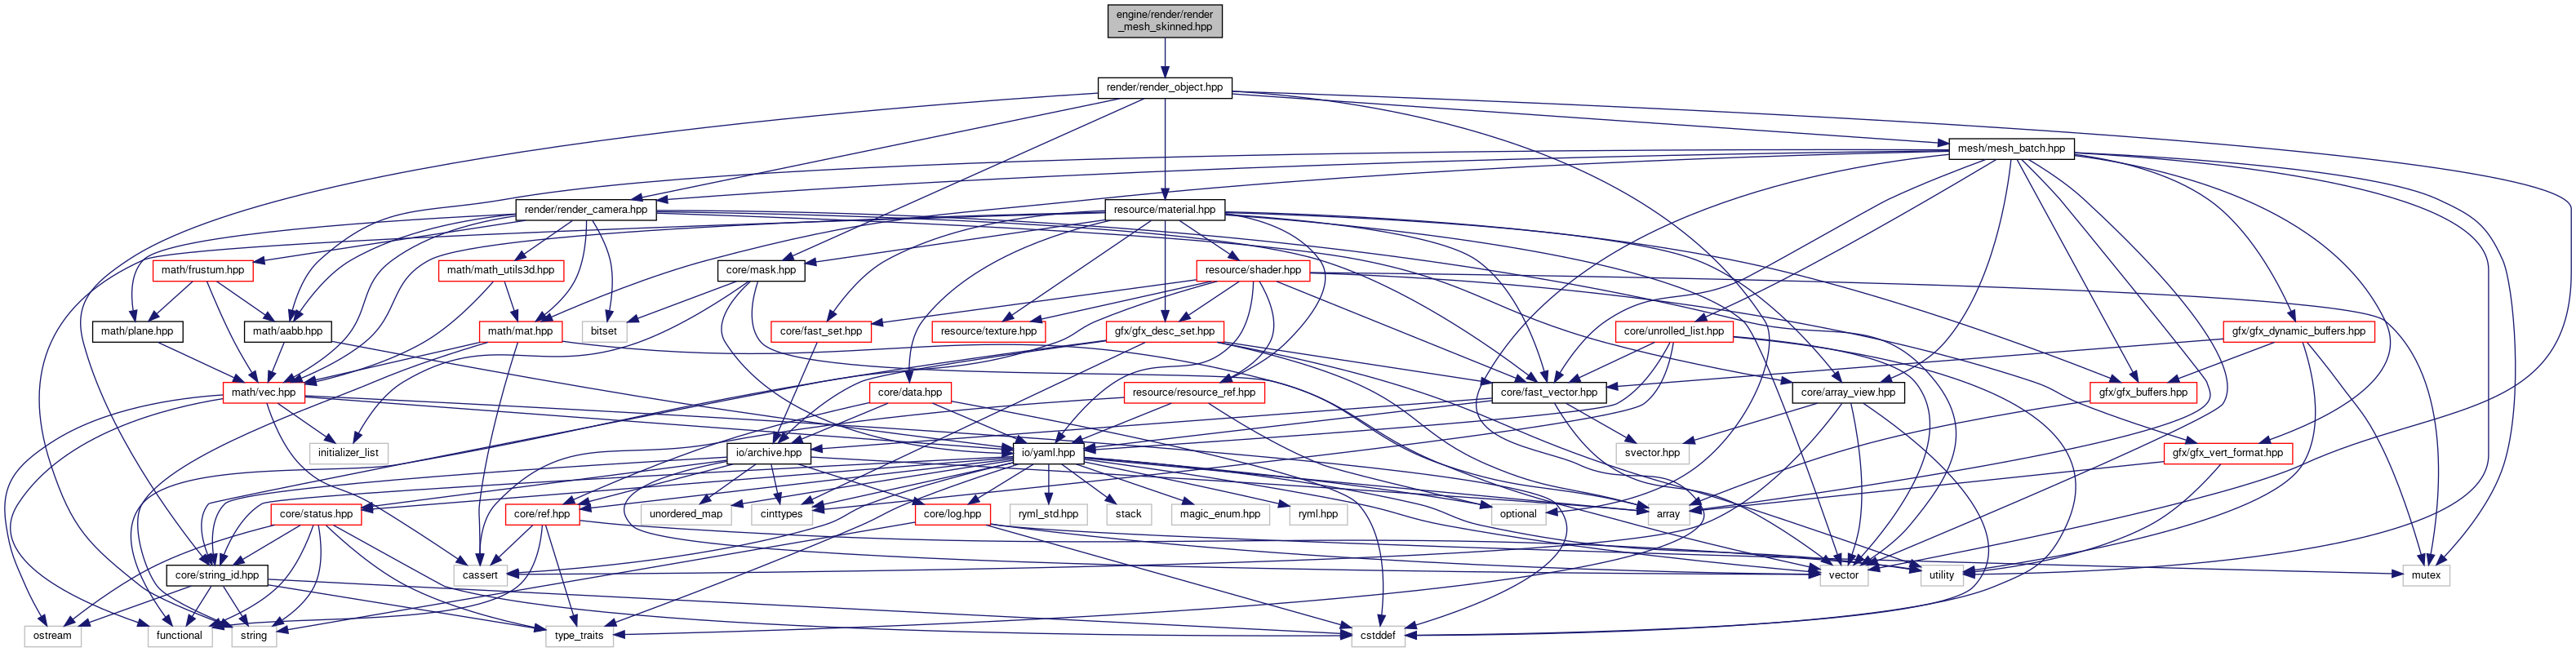 engine/render/render
_mesh_skinned.hpp
render/render_object.hpp
mesh/mesh_batch.hpp
render/render_camera.hpp
resource/material.hpp
math/frustum.hpp
math/math_utils3d.hpp
core/mask.hpp
resource/shader.hpp
math/plane.hpp
math/aabb.hpp
math/mat.hpp
bitset
core/fast_set.hpp
resource/texture.hpp
gfx/gfx_desc_set.hpp
core/unrolled_list.hpp
gfx/gfx_dynamic_buffers.hpp
math/vec.hpp
core/data.hpp
resource/resource_ref.hpp
core/fast_vector.hpp
core/array_view.hpp
gfx/gfx_buffers.hpp
initializer_list
io/archive.hpp
io/yaml.hpp
svector.hpp
gfx/gfx_vert_format.hpp
core/status.hpp
core/ref.hpp
unordered_map
cinttypes
core/log.hpp
ryml_std.hpp
stack
magic_enum.hpp
ryml.hpp
optional
array
core/string_id.hpp
cassert
vector
utility
mutex
ostream
functional
string
type_traits
cstddef